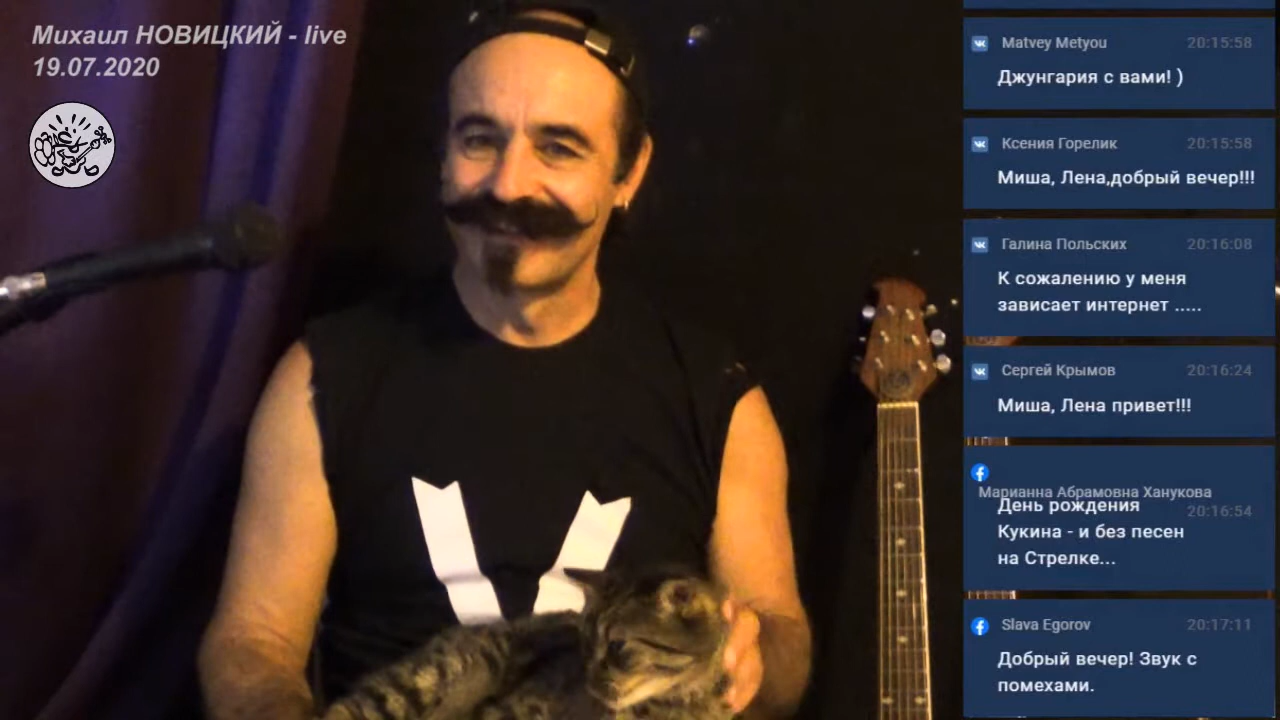 Михаил НОВИЦКИЙ - live
19.07.2020
Matvey Metyou 20:15:58
Джунгария с вами! )
Ксения Горелик 20:15:58
Миша, Лена,добрый вечер!!!
Галина Польских 20:16:08
К сожалению у меня
зависает интернет .....
Сергей Крымов 20:16:24
Миша, Лена привет!!!
Марианна Абрамовна Ханукова
День рождения 20:16:54
Кукина - и без песен
на Стрелке...
Slava Egorov 20:17:11
Добрый вечер! Звук с
помехами.